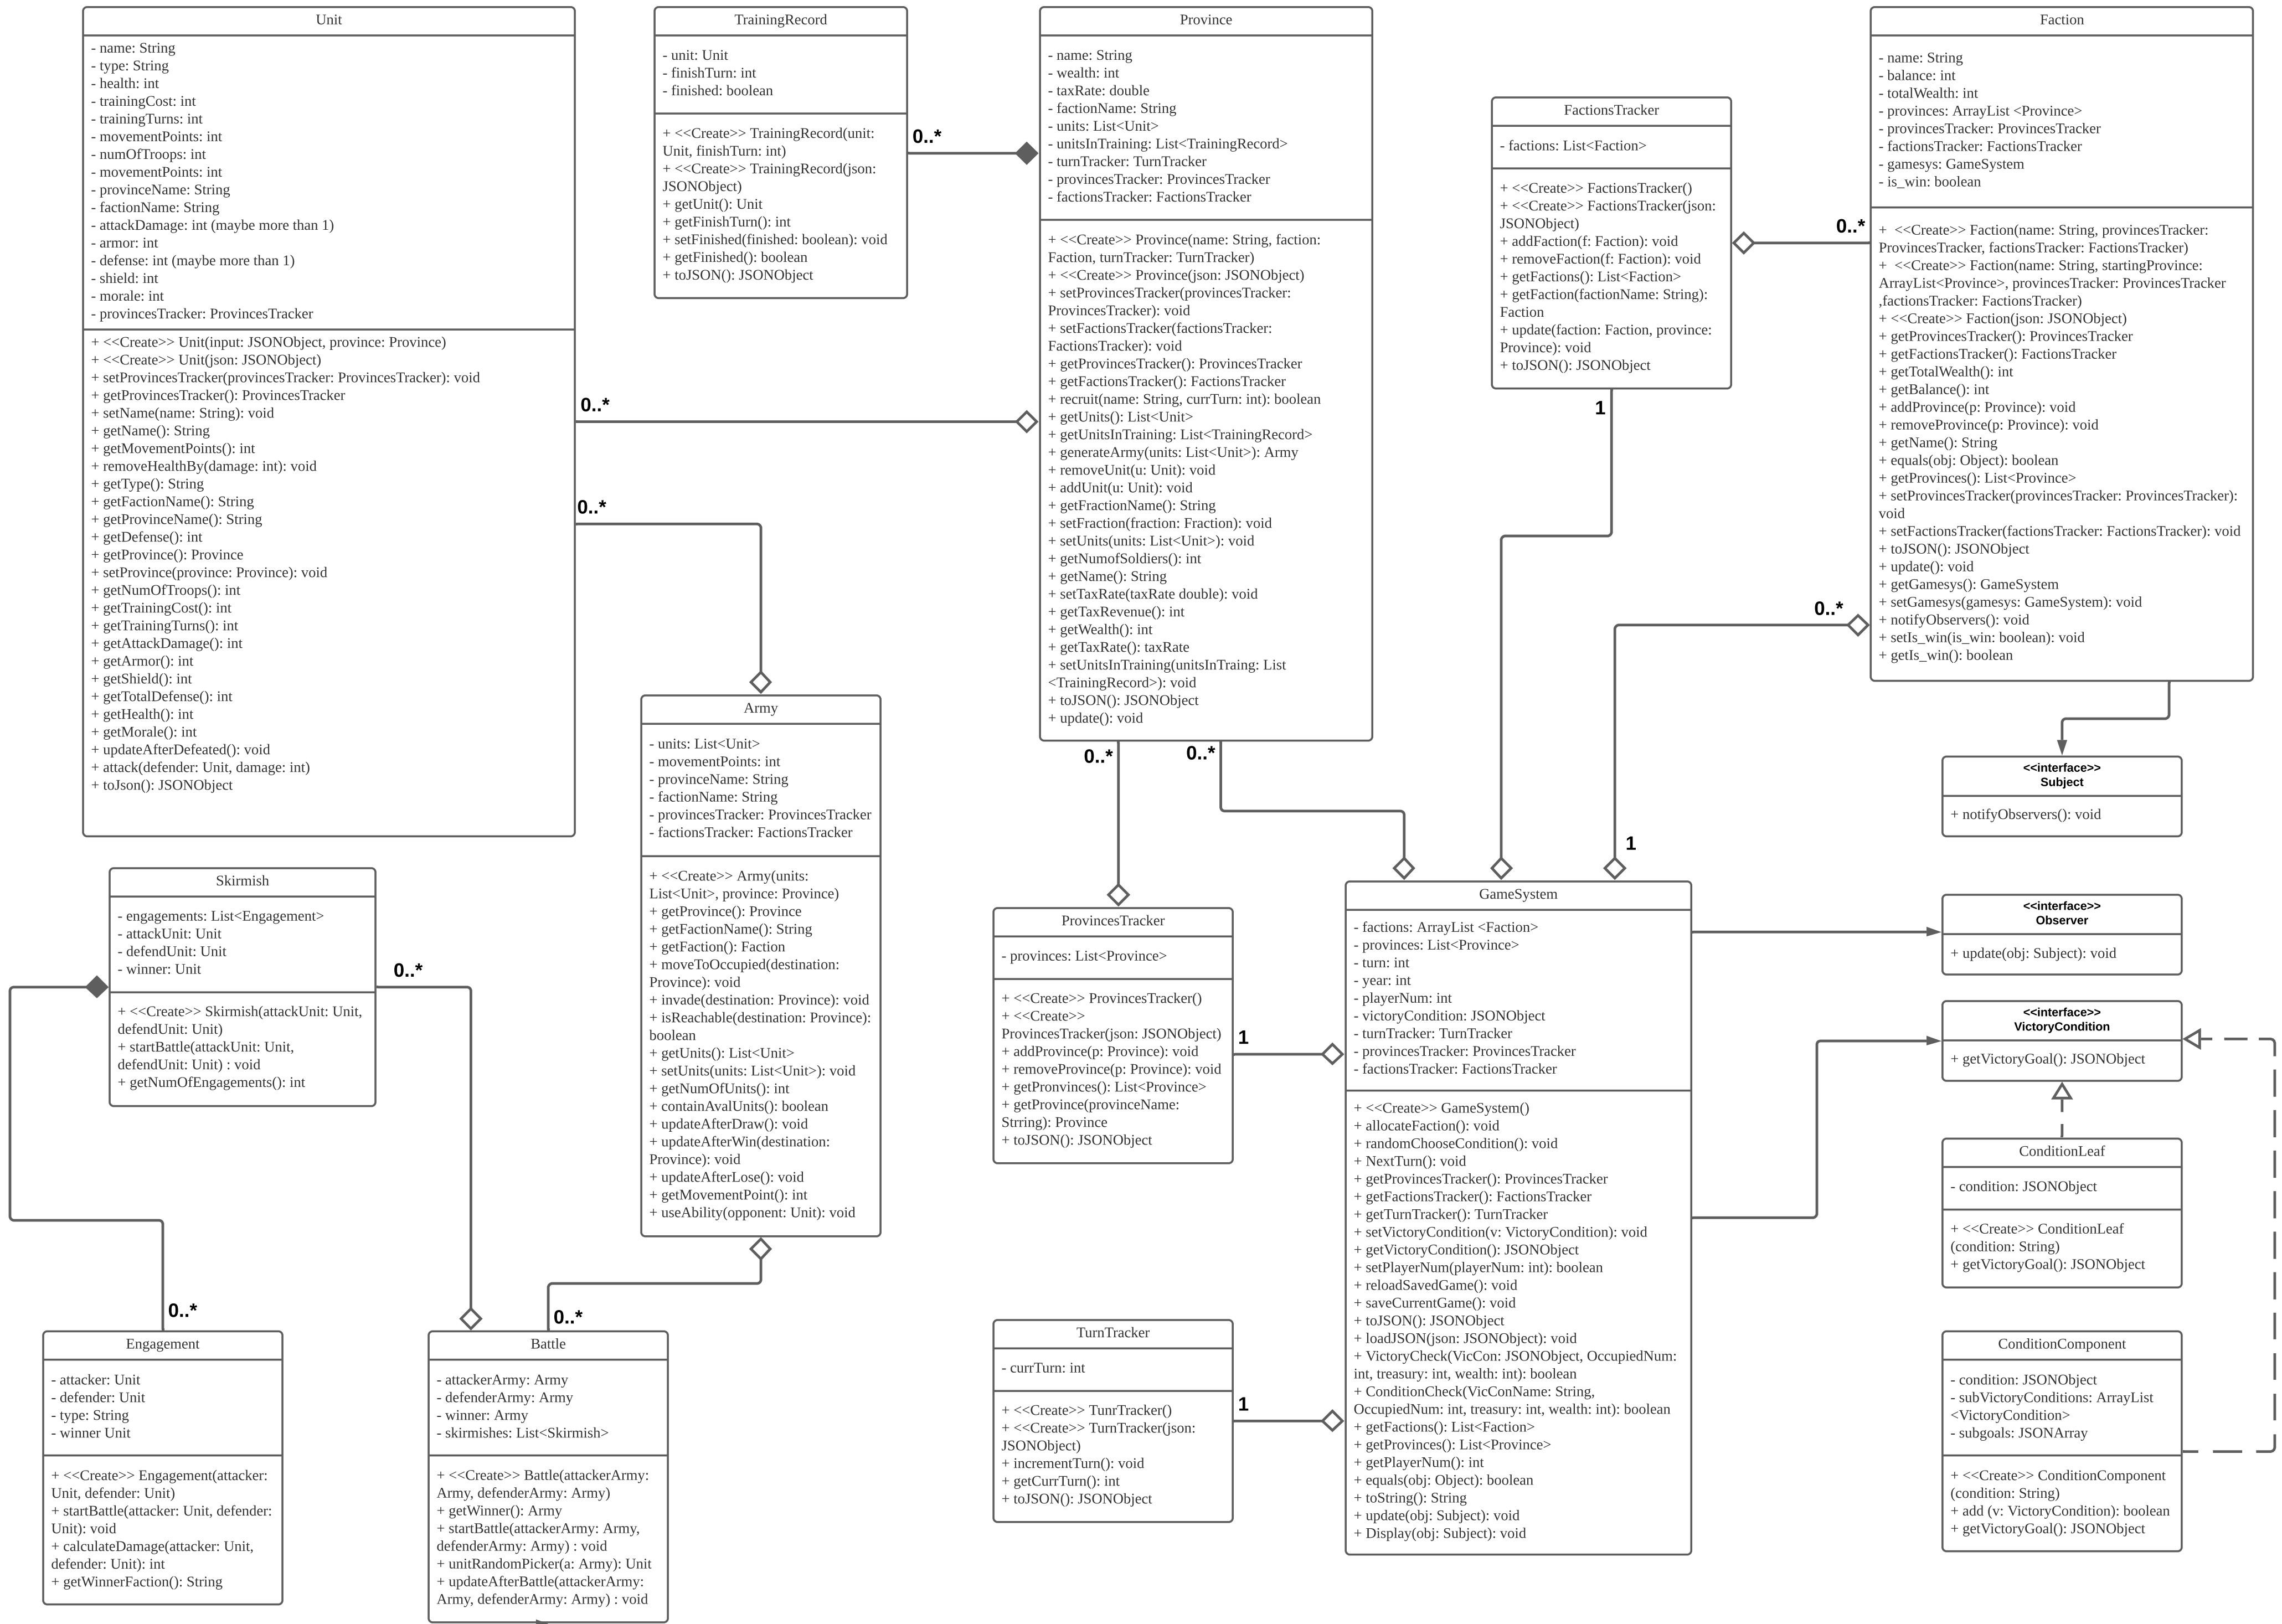 Unit
- name: String
- type: String
- health: int
- trainingCost: int
- trainingTurns: int
- movementPoints: int
- numOfTroops: int
- movementPoints: int
- provinceName: String
- factionName: String
- attackDamage: int (maybe more than 1)
- armor: int
- defense: int (maybe more than 1)
- shield: int
- morale: int
- provincesTracker: ProvincesTracker
+ <<Create>> Unit(input: JSONObject, province: Province)
+ <<Create>> Unit(json: JSONObject)
+ setProvincesTracker(provincesTracker: ProvincesTracker): void
+ getProvincesTracker(): ProvincesTracker
+ setName(name: String): void
+ getName(): String
+ getMovementPoints(): int
+ removeHealthBy(damage: int): void
+ getType(): String
+ getFactionName(): String
+ getProvinceName(): String
+ getDefense(): int
+ getProvince(): Province
+ setProvince(province: Province): void
+ getNumOfTroops(): int
+ getTrainingCost(): int
+ getTrainingTurns(): int
+ getAttackDamage(): int
+ getArmor(): int
+ getShield(): int
+ getTotalDefense(): int
+ getHealth(): int
+ getMorale(): int
+ updateAfterDefeated(): void
+ attack(defender: Unit, damage: int)
+ toJson(): JSONObject
TrainingRecord
- unit: Unit
- finishTurn: int
- finished: boolean
+ <<Create>> TrainingRecord(unit:
Unit, finishTurn: int)
+ <<Create>> TrainingRecord(json:
JSONObject)
+ getUnit(): Unit
+ getFinishTurn(): int
+ setFinished(finished: boolean): void
+ getFinished(): boolean
+ toJSON(): JSONObject
0..*
0..*
0..*
Province
- name: String
- wealth: int
- taxRate: double
- factionName: String
- units: List<Unit>
- unitsInTraining: List<TrainingRecord>
- turnTracker: TurnTracker
- provincesTracker: ProvincesTracker
- factionsTracker: FactionsTracker
+ <<Create>> Province(name: String, faction:
Faction, turnTracker: TurnTracker)
+ <<Create>> Province(json: JSONObject)
+ setProvincesTracker(provincesTracker:
ProvincesTracker): void
+ setFactionsTracker(factionsTracker:
FactionsTracker): void
+ getProvincesTracker(): ProvincesTracker
+ getFactionsTracker(): FactionsTracker
+ recruit(name: String, currTurn: int): boolean
+ getUnits(): List<Unit>
+ getUnitsInTraining: List<TrainingRecord>
+ generateArmy(units: List<Unit>): Army
+ removeUnit(u: Unit): void
+ addUnit(u: Unit): void
+ getFractionName(): String
+ setFraction(fraction: Fraction): void
+ setUnits(units: List<Unit>): void
+ getNumofSoldiers(): int
+ getName(): String
+ setTaxRate(taxRate double): void
+ getTaxRevenue(): int
+ getWealth(): int
+ getTaxRate(): taxRate
+ setUnitsInTraining(unitsInTraing: List
<TrainingRecord>): void
+ toJSON(): JSONObject
+ update(): void
0..*
0..*
FactionsTracker
- factions: List<Faction>
+ <<Create>> FactionsTracker()
+ <<Create>> FactionsTracker(json:
JSONObject)
+ addFaction(f: Faction): void
+ removeFaction(f: Faction): void
+ getFactions(): List<Faction>
+ getFaction(factionName: String):
Faction
+ update(faction: Faction, province:
Province): void
+ toJSON(): JSONObject
1
0..*
0..*
1
Faction
- name: String
- balance: int
- totalWealth: int
- provinces: ArrayList <Province>
- provincesTracker: ProvincesTracker
- factionsTracker: FactionsTracker
- gamesys: GameSystem
- is_win: boolean
+  <<Create>> Faction(name: String, provincesTracker:
ProvincesTracker, factionsTracker: FactionsTracker)
+  <<Create>> Faction(name: String, startingProvince:
ArrayList<Province>, provincesTracker: ProvincesTracker
,factionsTracker: FactionsTracker)
+ <<Create>> Faction(json: JSONObject)
+ getProvincesTracker(): ProvincesTracker
+ getFactionsTracker(): FactionsTracker
+ getTotalWealth(): int
+ getBalance(): int
+ addProvince(p: Province): void
+ removeProvince(p: Province): void
+ getName(): String
+ equals(obj: Object): boolean
+ getProvinces(): List<Province>
+ setProvincesTracker(provincesTracker: ProvincesTracker):
void
+ setFactionsTracker(factionsTracker: FactionsTracker): void
+ toJSON(): JSONObject
+ update(): void
+ getGamesys(): GameSystem
+ setGamesys(gamesys: GameSystem): void
+ notifyObservers(): void
+ setIs_win(is_win: boolean): void
+ getIs_win(): boolean
<<interface>>
Subject
+ notifyObservers(): void
Army
- units: List<Unit>
- movementPoints: int
- provinceName: String
- factionName: String
- provincesTracker: ProvincesTracker
- factionsTracker: FactionsTracker
+ <<Create>> Army(units:
List<Unit>, province: Province)
+ getProvince(): Province
+ getFactionName(): String
+ getFaction(): Faction
+ moveToOccupied(destination:
Province): void
+ invade(destination: Province): void
+ isReachable(destination: Province):
boolean
+ getUnits(): List<Unit>
+ setUnits(units: List<Unit>): void
+ getNumOfUnits(): int
+ containAvalUnits(): boolean
+ updateAfterDraw(): void
+ updateAfterWin(destination:
Province): void
+ updateAfterLose(): void
+ getMovementPoint(): int
+ useAbility(opponent: Unit): void
Skirmish
- engagements: List<Engagement>
- attackUnit: Unit
- defendUnit: Unit
- winner: Unit
+ <<Create>> Skirmish(attackUnit: Unit,
defendUnit: Unit)
+ startBattle(attackUnit: Unit,
defendUnit: Unit) : void
+ getNumOfEngagements(): int
0..*
0..*
0..*
Engagement
- attacker: Unit
- defender: Unit
- type: String
- winner Unit
+ <<Create>> Engagement(attacker:
Unit, defender: Unit)
+ startBattle(attacker: Unit, defender:
Unit): void
+ calculateDamage(attacker: Unit,
defender: Unit): int
+ getWinnerFaction(): String
Battle
- attackerArmy: Army
- defenderArmy: Army
- winner: Army
- skirmishes: List<Skirmish>
+ <<Create>> Battle(attackerArmy:
Army, defenderArmy: Army)
+ getWinner(): Army
+ startBattle(attackerArmy: Army,
defenderArmy: Army) : void
+ unitRandomPicker(a: Army): Unit
+ updateAfterBattle(attackerArmy:
Army, defenderArmy: Army) : void
ProvincesTracker
- provinces: List<Province>
+ <<Create>> ProvincesTracker()
+ <<Create>>
ProvincesTracker(json: JSONObject)
+ addProvince(p: Province): void
+ removeProvince(p: Province): void
+ getPronvinces(): List<Province>
+ getProvince(provinceName:
Strring): Province
+ toJSON(): JSONObject
1
TurnTracker
- currTurn: int
+ <<Create>> TunrTracker()
+ <<Create>> TurnTracker(json:
JSONObject)
+ incrementTurn(): void
+ getCurrTurn(): int
+ toJSON(): JSONObject
1
GameSystem
- factions: ArrayList <Faction>
- provinces: List<Province>
- turn: int
- year: int
- playerNum: int
- victoryCondition: JSONObject
- turnTracker: TurnTracker
- provincesTracker: ProvincesTracker
- factionsTracker: FactionsTracker
+ <<Create>> GameSystem()
+ allocateFaction(): void
+ randomChooseCondition(): void
+ NextTurn(): void
+ getProvincesTracker(): ProvincesTracker
+ getFactionsTracker(): FactionsTracker
+ getTurnTracker(): TurnTracker
+ setVictoryCondition(v: VictoryCondition): void
+ getVictoryCondition(): JSONObject
+ setPlayerNum(playerNum: int): boolean
+ reloadSavedGame(): void
+ saveCurrentGame(): void
+ toJSON(): JSONObject
+ loadJSON(json: JSONObject): void
+ VictoryCheck(VicCon: JSONObject, OccupiedNum:
int, treasury: int, wealth: int): boolean
+ ConditionCheck(VicConName: String,
OccupiedNum: int, treasury: int, wealth: int): boolean
+ getFactions(): List<Faction>
+ getProvinces(): List<Province>
+ getPlayerNum(): int
+ equals(obj: Object): boolean
+ toString(): String
+ update(obj: Subject): void
+ Display(obj: Subject): void
<<interface>>
Observer
+ update(obj: Subject): void
<<interface>>
VictoryCondition
+ getVictoryGoal(): JSONObject
ConditionLeaf
- condition: JSONObject
+ <<Create>> ConditionLeaf
(condition: String)
+ getVictoryGoal(): JSONObject
ConditionComponent
- condition: JSONObject
- subVictoryConditions: ArrayList
<VictoryCondition>
- subgoals: JSONArray
+ <<Create>> ConditionComponent
(condition: String)
+ add (v: VictoryCondition): boolean
+ getVictoryGoal(): JSONObject